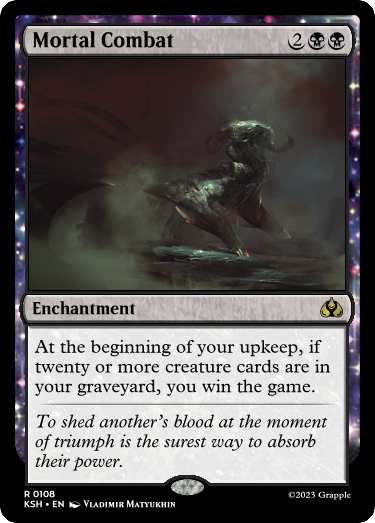 Mortal Combat 2
Enchantment
At the beginning of your upkeep, if
twenty or more creature cards are in
your graveyard, you win the game.
To shed another's blood at the moment
of triumph is the surest way to absorb
their power.
R 0108
KSH • EN Vladimir Matyukhin
©2023 Grapple